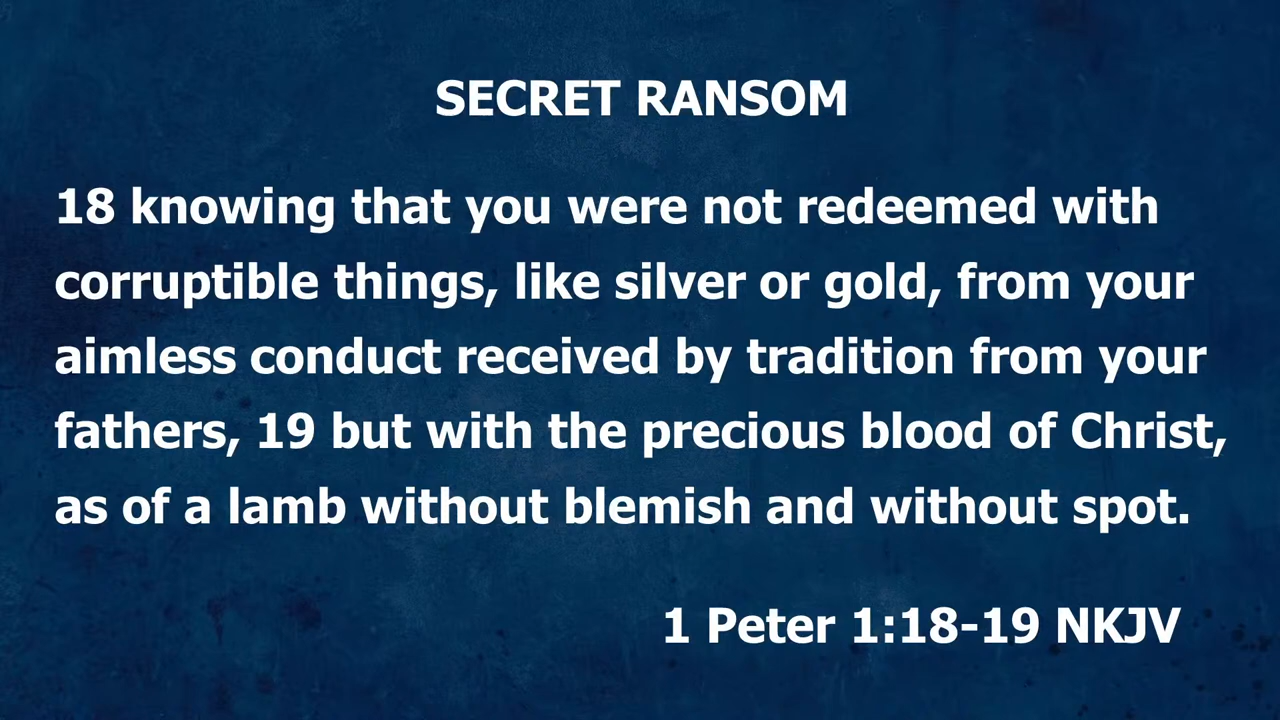 SECRET RANSOM
18 knowing that you were not redeemed with
corruptible things, like silver or gold, from your
aimless conduct received by tradition from your
fathers, 19 but with the precious blood of Christ,
as of a lamb without blemish and without spot.
1 Peter 1:18-19 NKJV